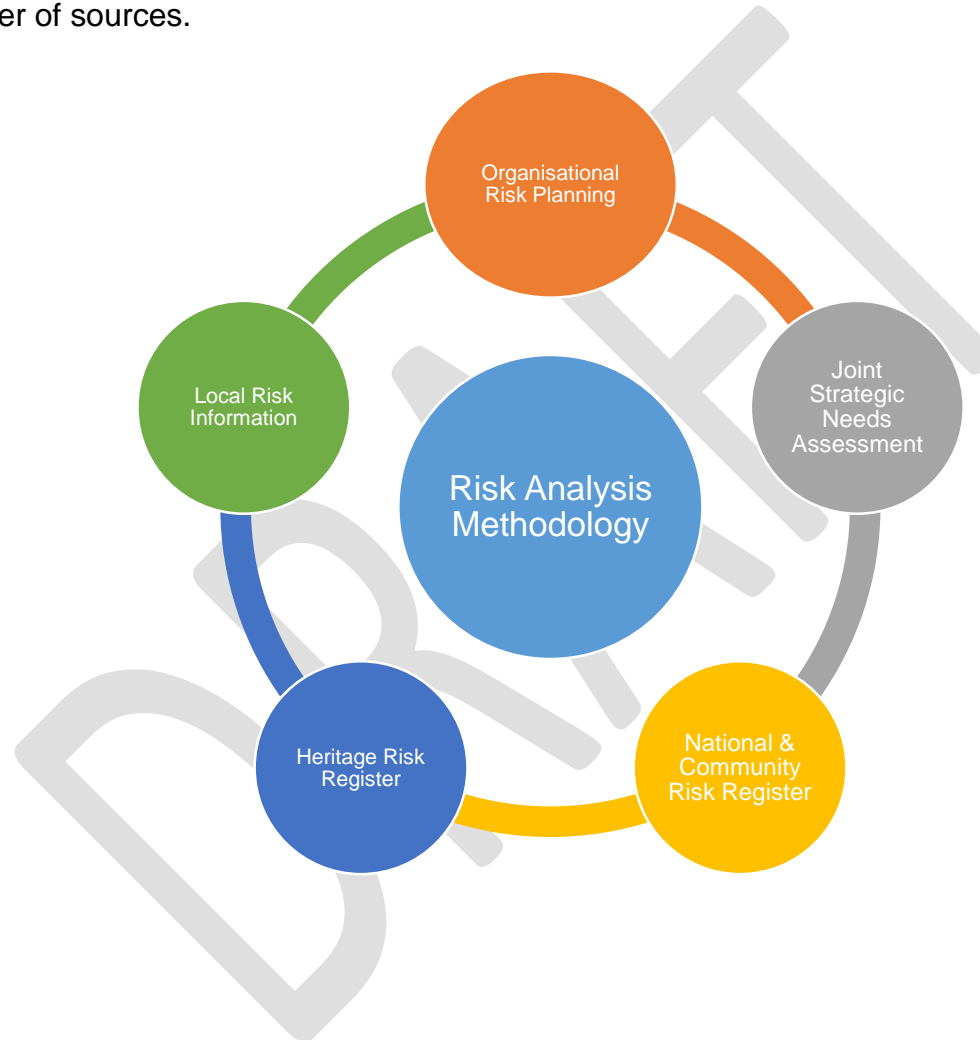 er of sources.
Organisational
Risk Planning
Joint
Strategic
Needs
Assessment
National &
Community
Risk Register
Heritage Risk
Register
Local Risk
Information
Risk Analysis
Methodology
DRAFT